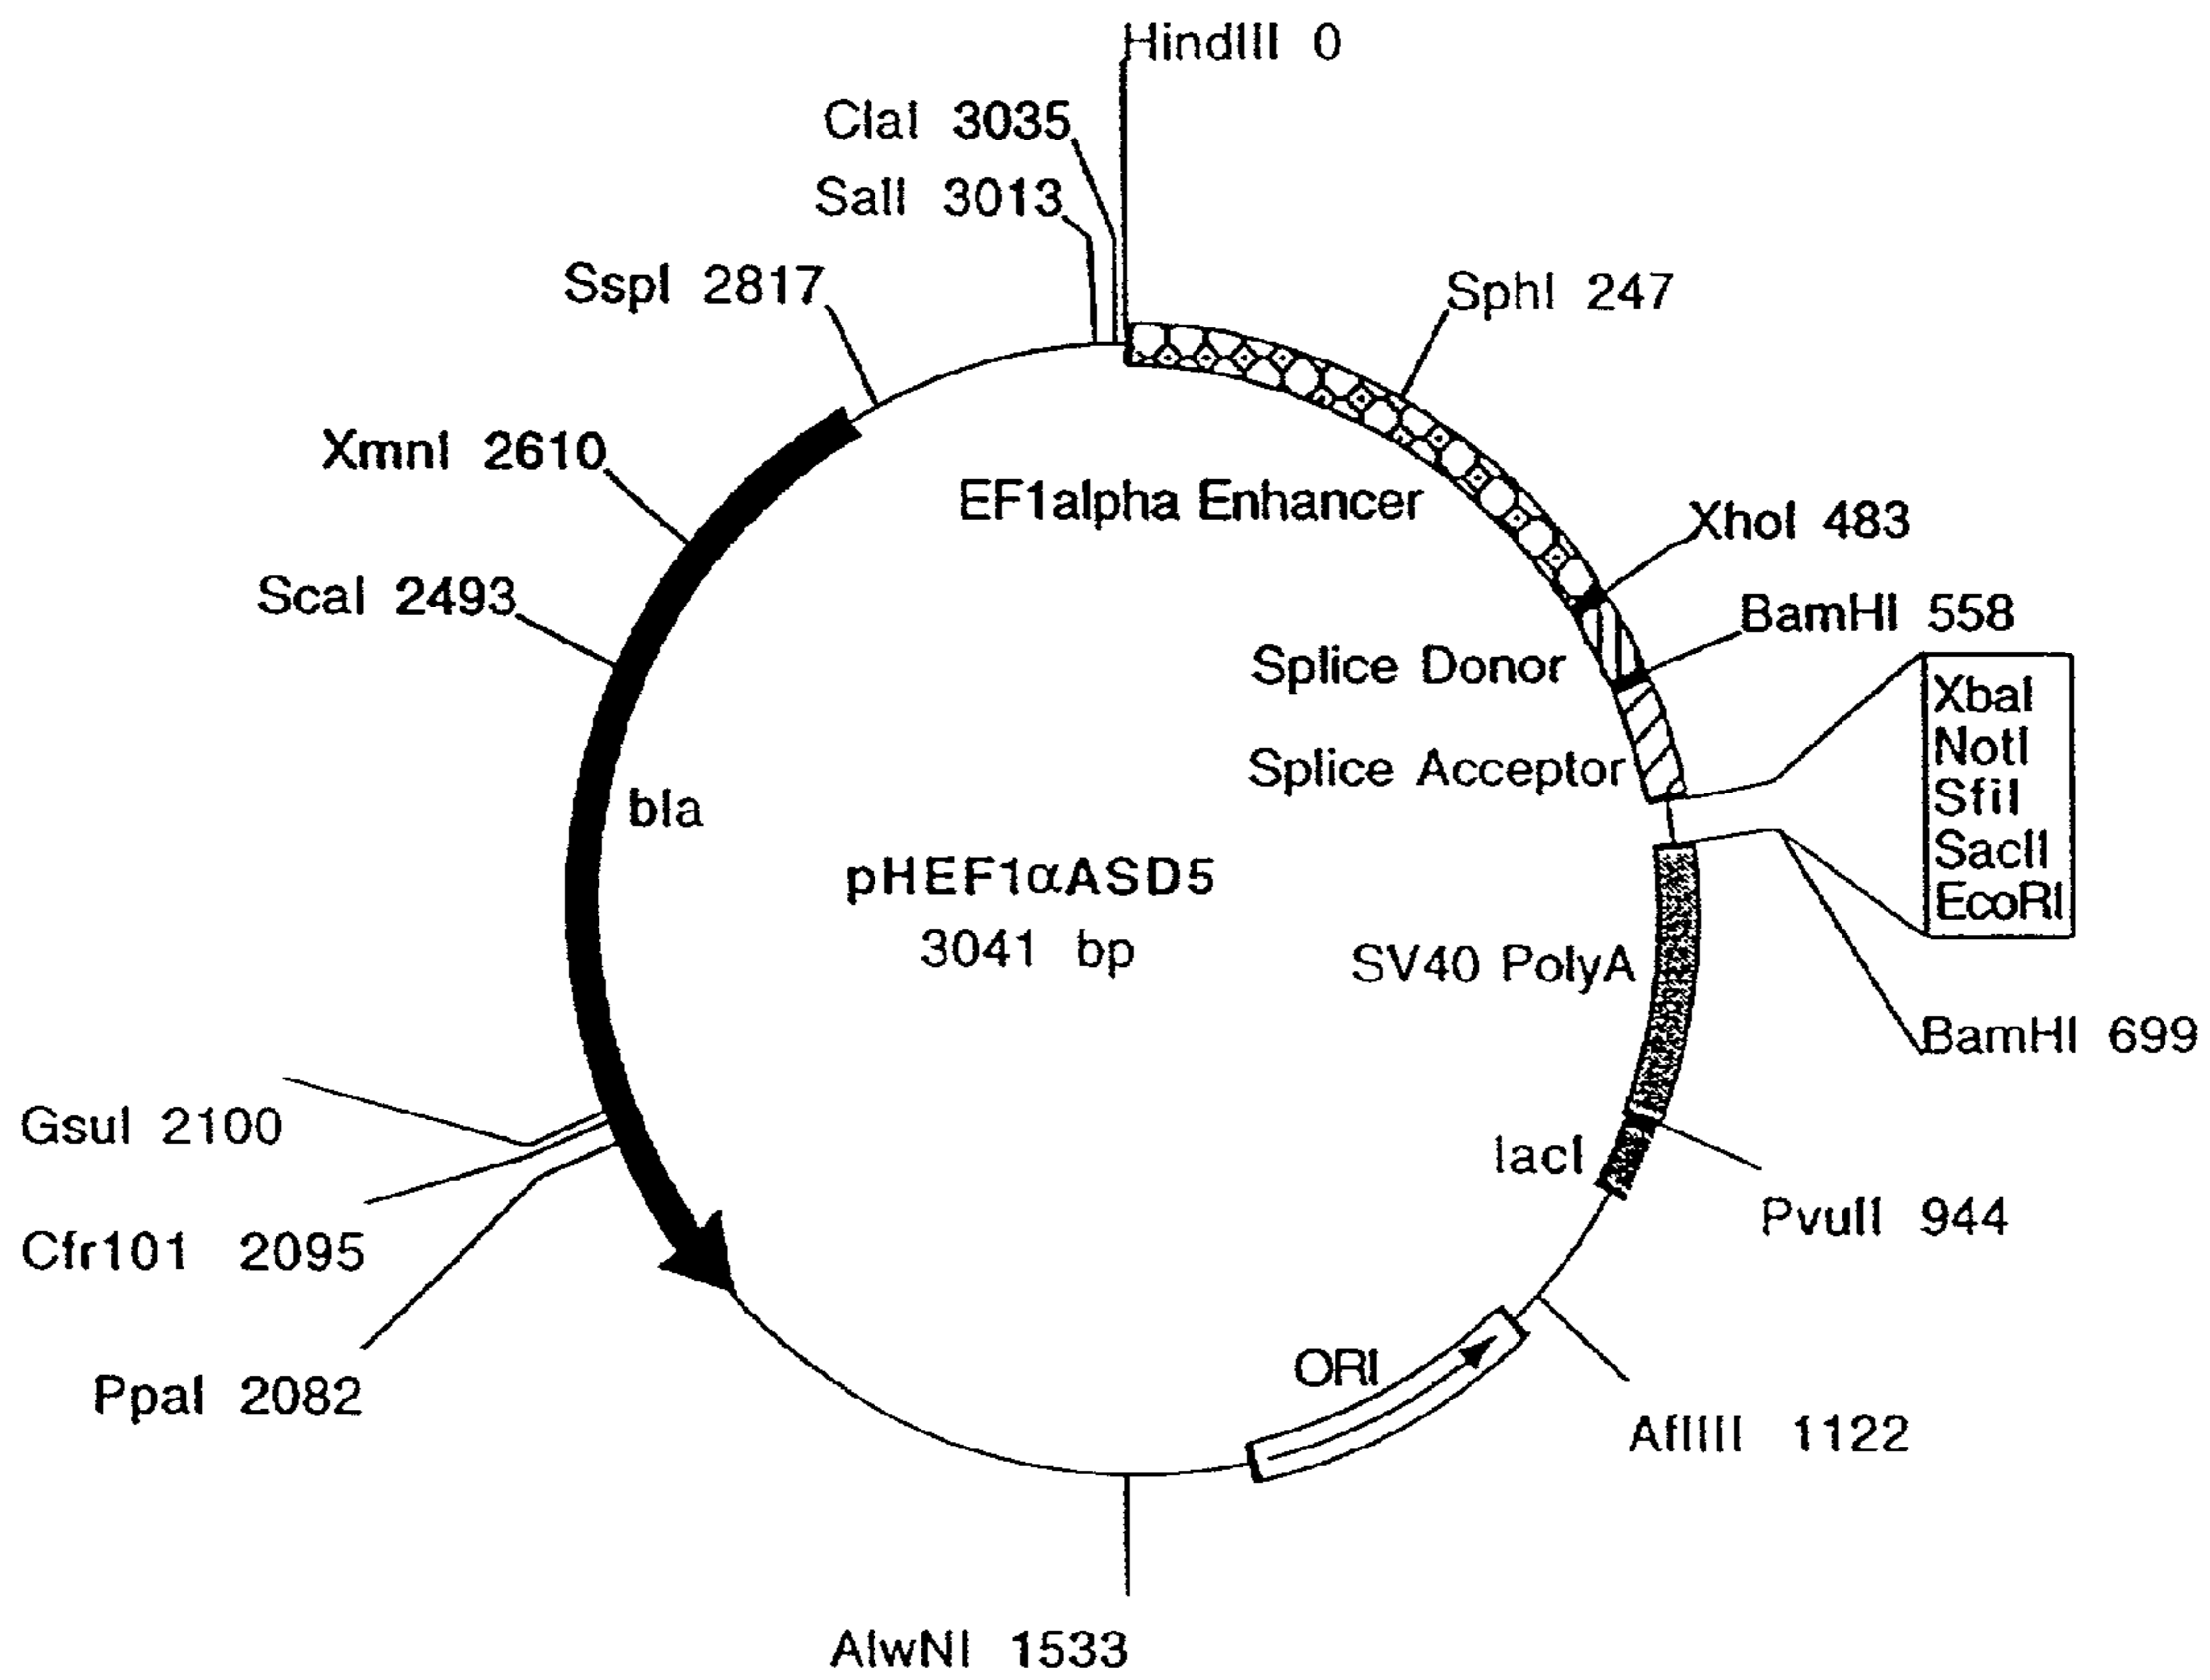 HindIII 0
ClaI 3035
SalI 3013
SspI 2817
SphI 247
XmnI 2610
EF1alpha Enhancer
XhoI 483
ScaI 2493
BamHI 558
Splice Donor
XbaI
NotI
SfiI
SacII
EcoRI
Splice Acceptor
bla
pHEF1αASD5
3041 bp
SV40 PolyA
BamHI 699
GsuI 2100
lacI
PvuII 944
Cfr101 2095
ORI
PpaI 2082
AflIII 1122
AlwNI 1533